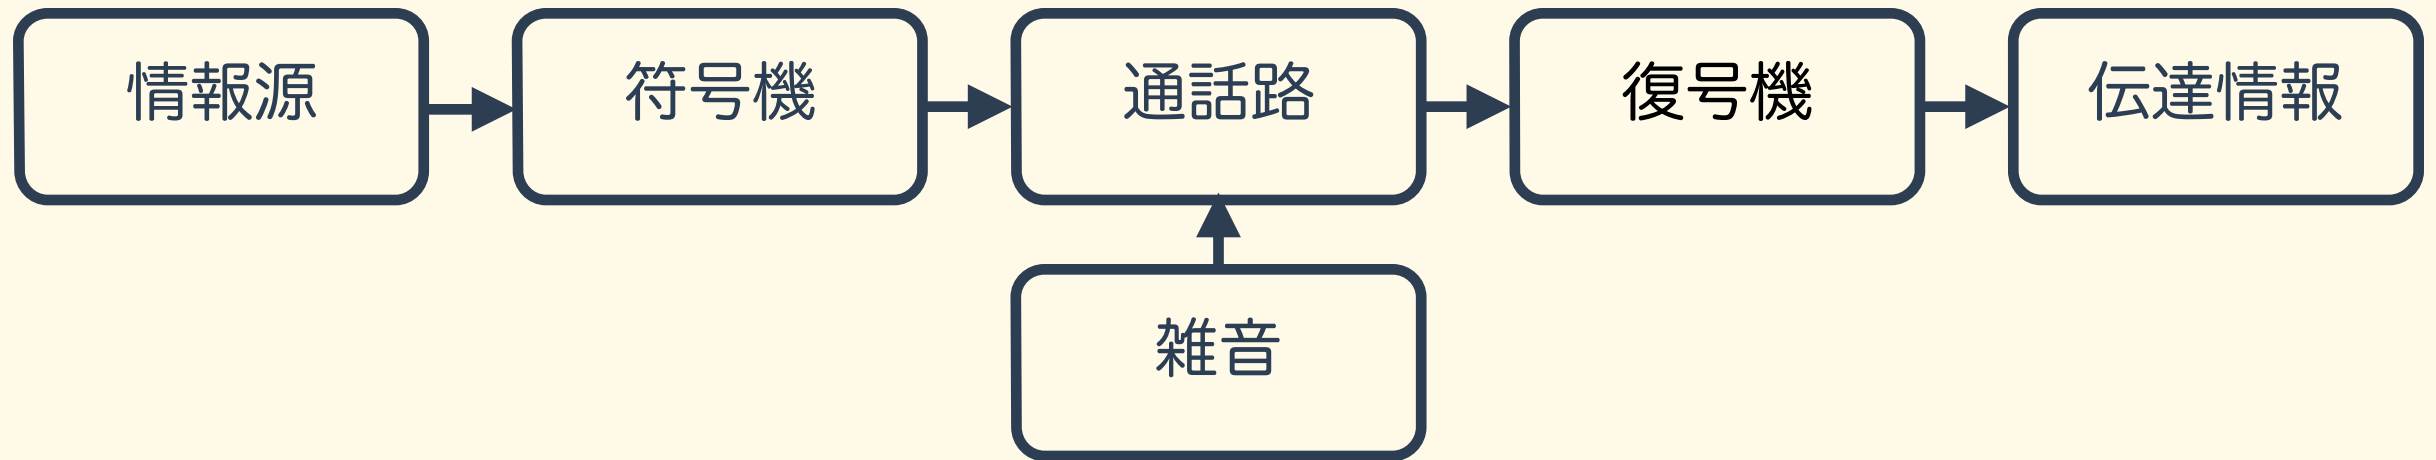 情報源
符号機
通話路
復号機
伝達情報
雑音